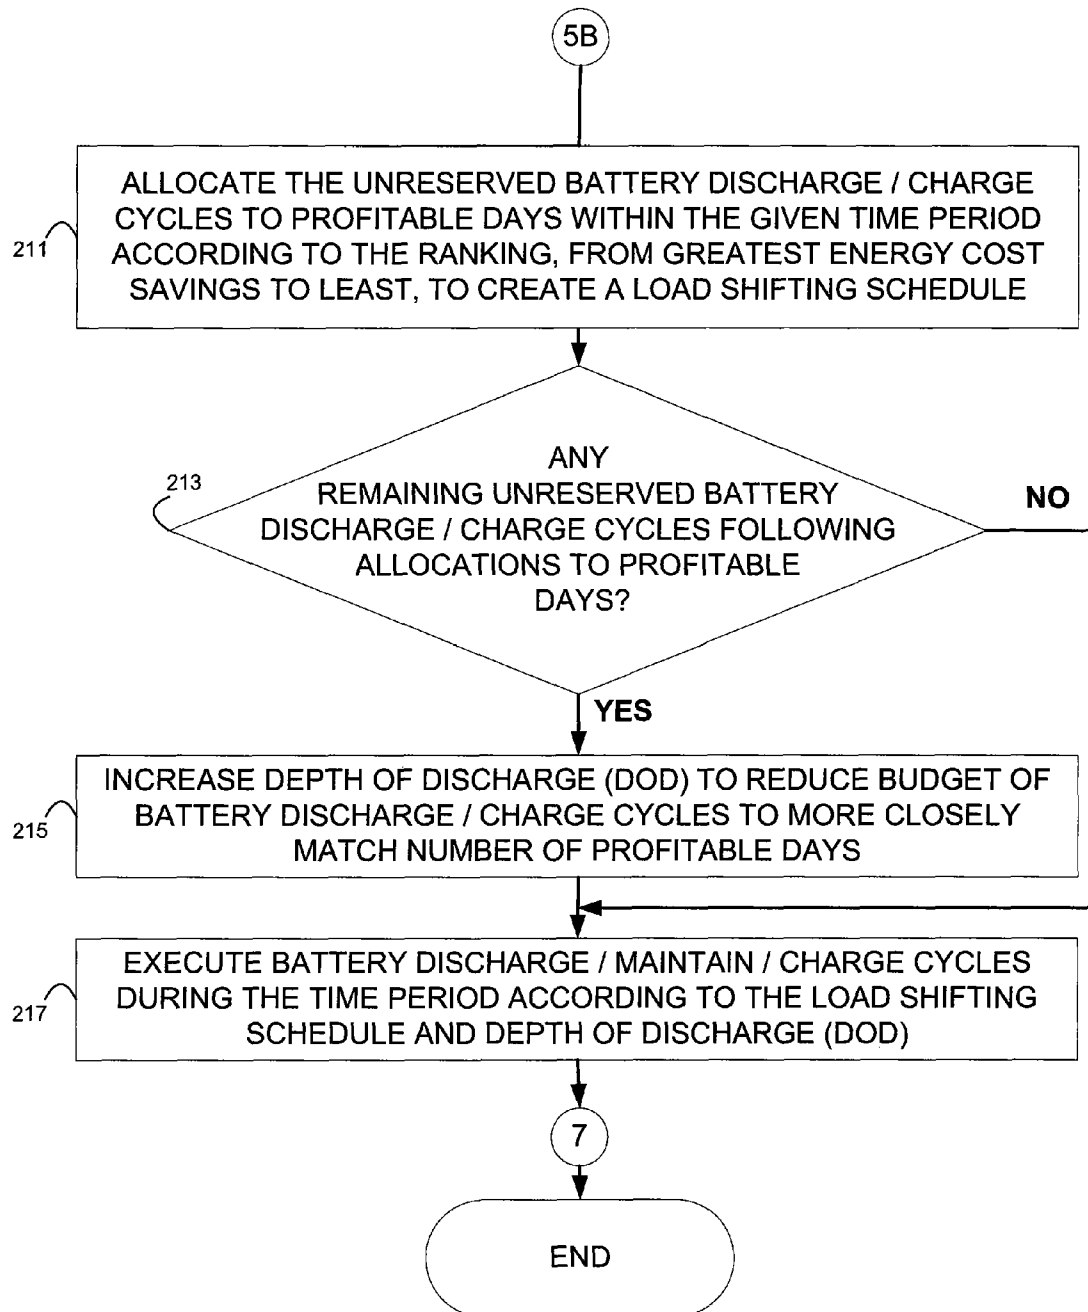 5B
ALLOCATE THE UNRESERVED BATTERY DISCHARGE / CHARGE
CYCLES TO PROFITABLE DAYS WITHIN THE GIVEN TIME PERIOD
ACCORDING TO THE RANKING, FROM GREATEST ENERGY COST
SAVINGS TO LEAST, TO CREATE A LOAD SHIFTING SCHEDULE
211
ANY
REMAINING UNRESERVED BATTERY
DISCHARGE / CHARGE CYCLES FOLLOWING
ALLOCATIONS TO PROFITABLE
DAYS?
213
NO
YES
INCREASE DEPTH OF DISCHARGE (DOD) TO REDUCE BUDGET OF
BATTERY DISCHARGE / CHARGE CYCLES TO MORE CLOSELY
MATCH NUMBER OF PROFITABLE DAYS
215
EXECUTE BATTERY DISCHARGE / MAINTAIN / CHARGE CYCLES
DURING THE TIME PERIOD ACCORDING TO THE LOAD SHIFTING
SCHEDULE AND DEPTH OF DISCHARGE (DOD)
217
7
END